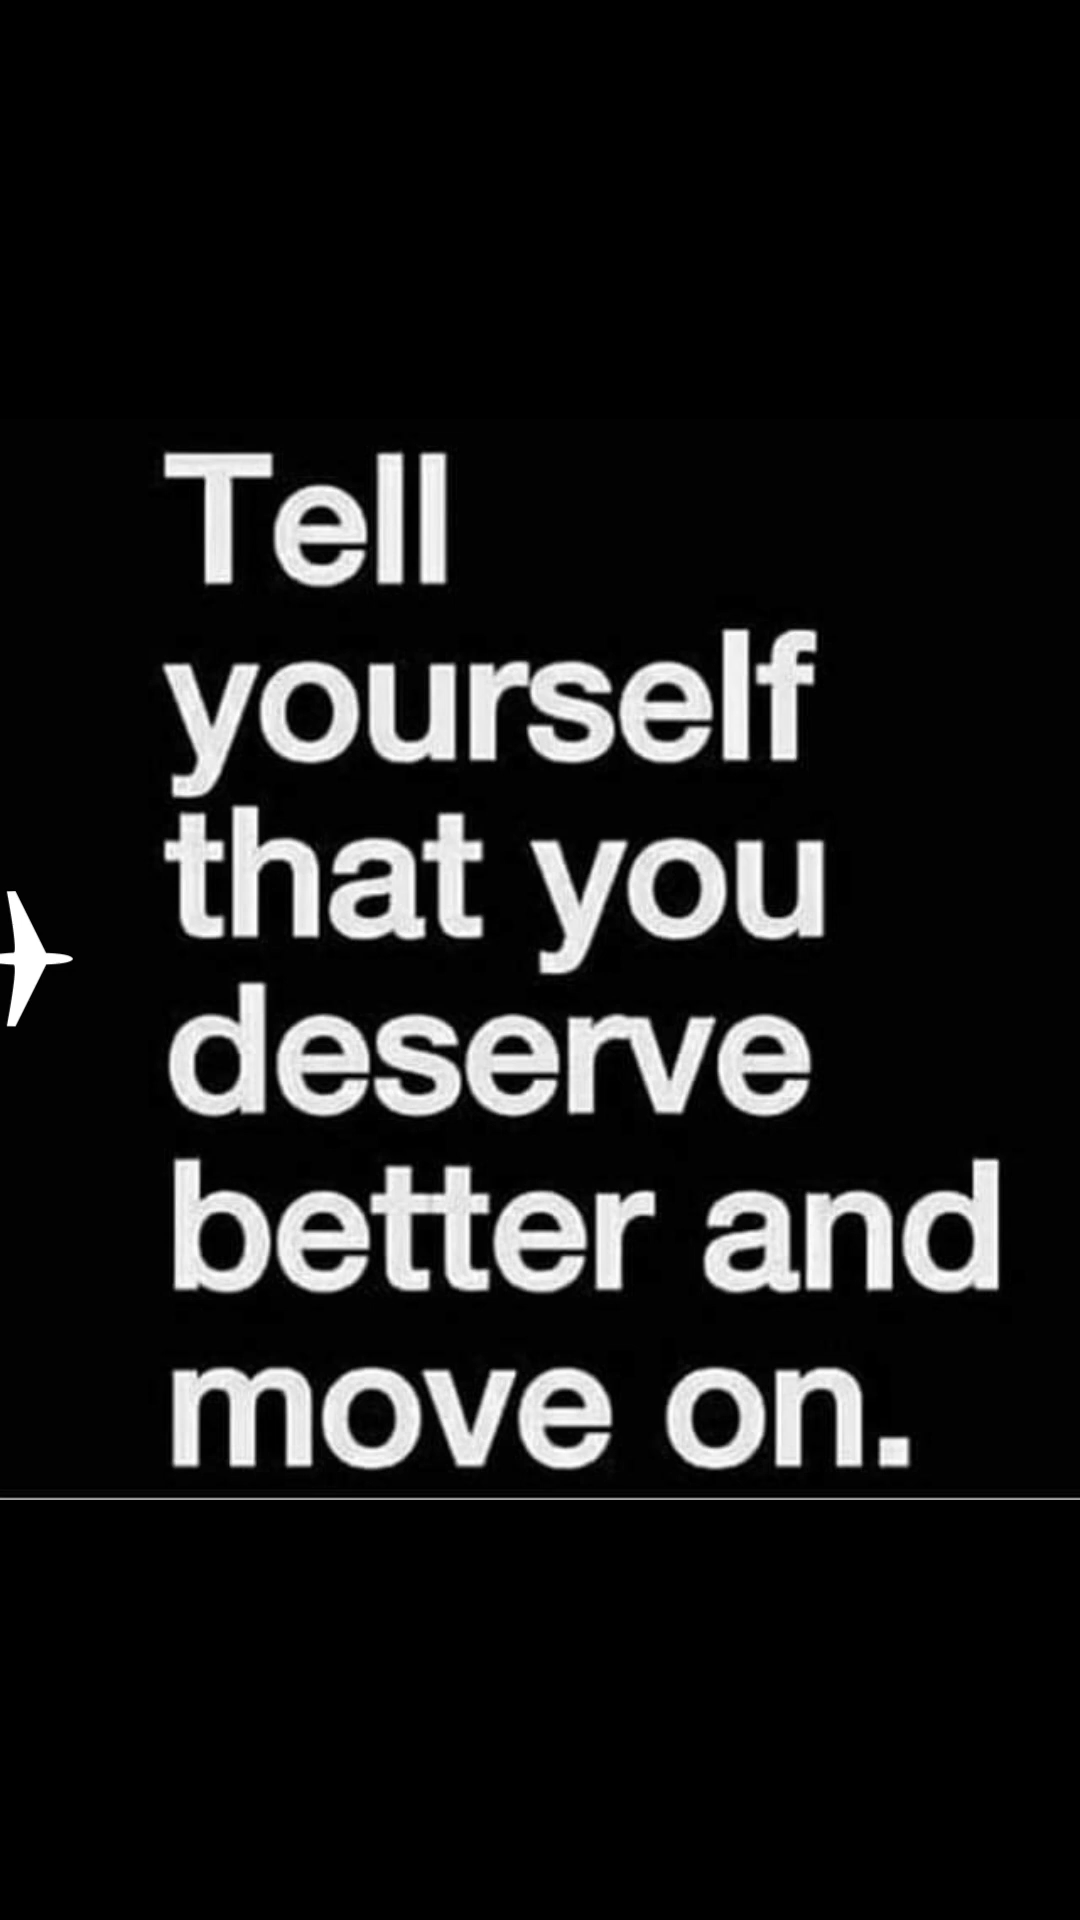 Tell
yourself
that you
deserve
better and
move on.